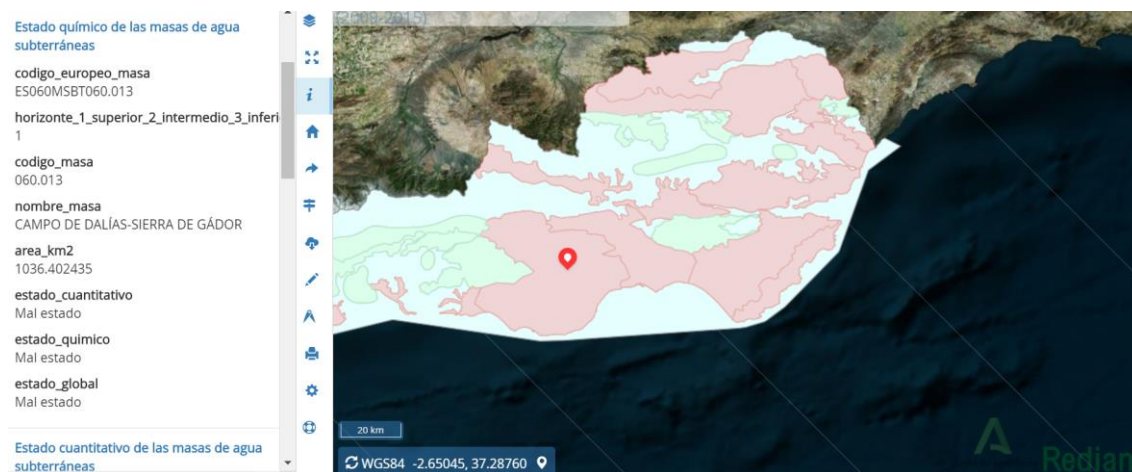 Estado químico de las masas de agua
subterráneas
codigo_europeo_masa
ES060MSBT060.013
horizonte_1_superior_2_intermedio_3_inferi
1
codigo_masa
060.013
nombre_masa
CAMPO DE DALÍAS-SIERRA DE GÁDOR
area_km2
1036.402435
estado_cuantitativo
Mal estado
estado_quimico
Mal estado
estado_global
Mal estado
Estado cuantitativo de las masas de agua
subterráneas
(2009-2015)
20 km
WGS84 -2.65045, 37.28760
Redian